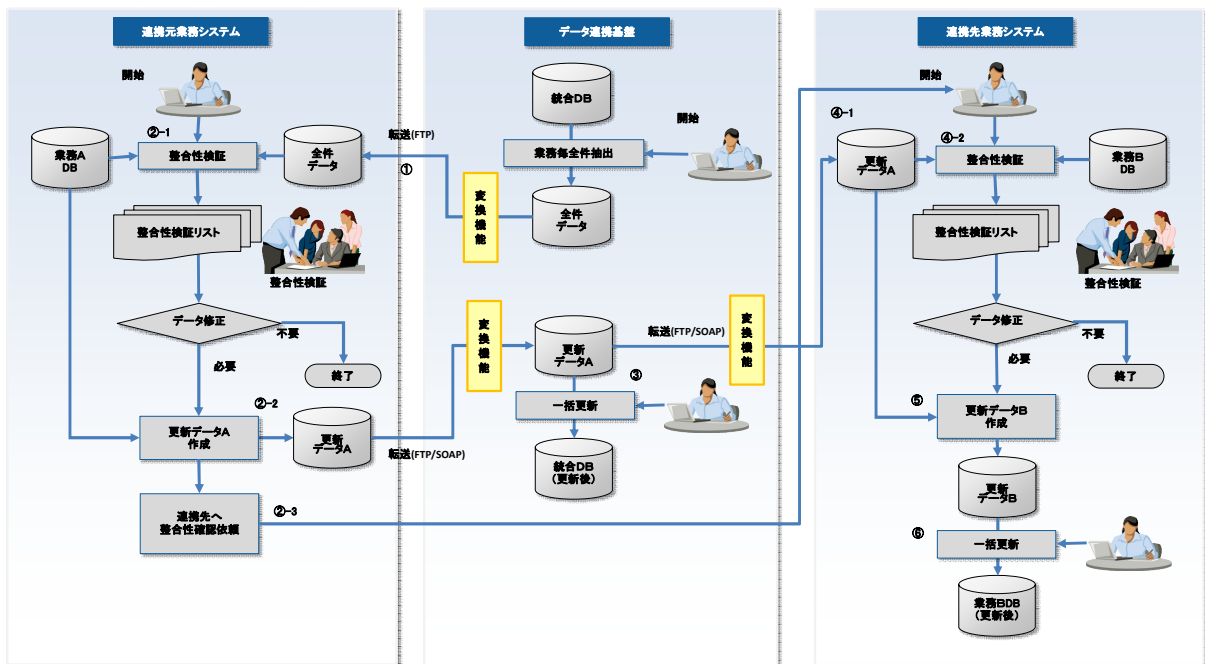 連携元業務システム
開始
②-1
業務A
DB
整合性検証
全件
データ
整合性検証リスト
整合性検証
データ修正
不要
必要
終了
②-2
更新データA
作成
更新
データA
連携先へ
整合性確認依頼
②-3
転送(FTP)
①
転送(FTP/SOAP)
データ連携基盤
統合DB
開始
業務毎全件抽出
変換機能
全件
データ
変換機能
更新
データA
転送(FTP/SOAP)
変換機能
③
一括更新
統合DB
(更新後)
連携先業務システム
開始
④-1
④-2
更新
データA
整合性検証
業務B
DB
整合性検証リスト
整合性検証
データ修正
不要
必要
終了
⑤
更新データB
作成
更新
データB
⑥
一括更新
業務BDB
(更新後)